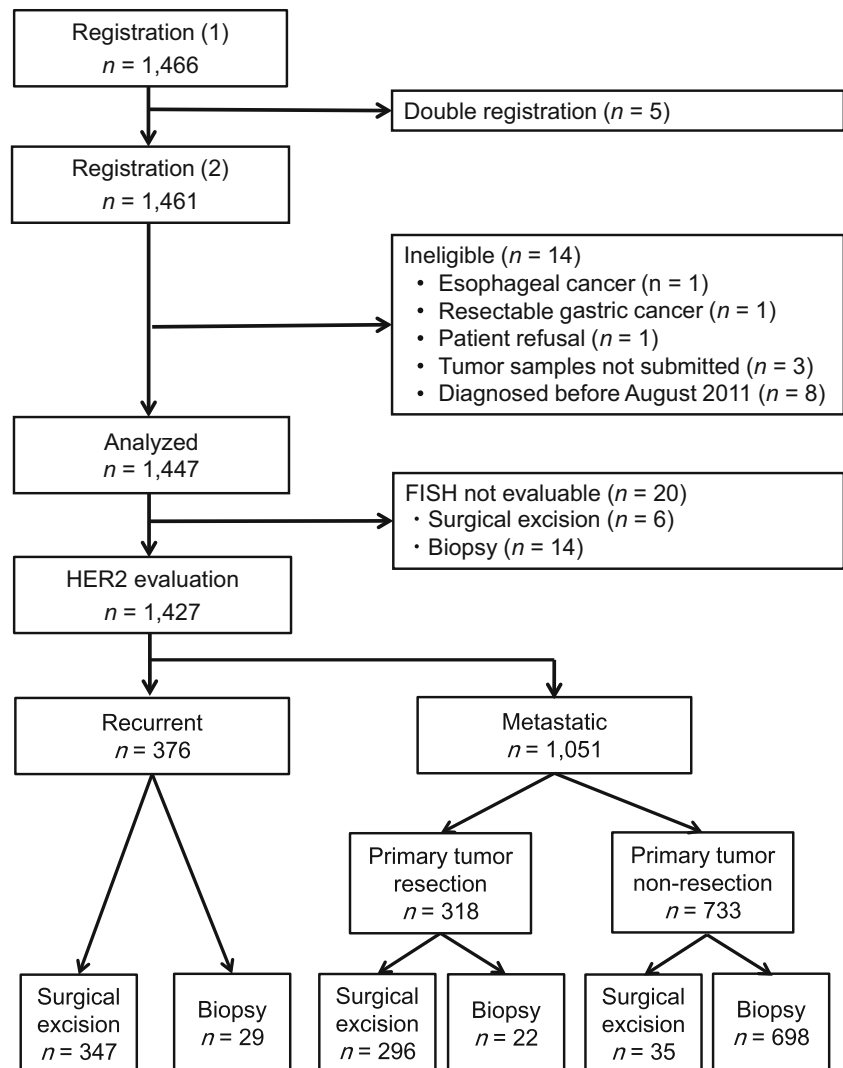 Registration (1)
n = 1,466
Double registration (n = 5)
Registration (2)
n = 1,461
Ineligible (n = 14)
• Esophageal cancer (n = 1)
• Resectable gastric cancer (n = 1)
• Patient refusal (n = 1)
• Tumor samples not submitted (n = 3)
• Diagnosed before August 2011 (n = 8)
Analyzed
n = 1,447
FISH not evaluable (n = 20)
・Surgical excision (n = 6)
・Biopsy (n = 14)
HER2 evaluation
n = 1,427
Recurrent
n = 376
Metastatic
n = 1,051
Primary tumor
resection
n = 318
Primary tumor
non-resection
n = 733
Surgical
excision
n = 347
Biopsy
n = 29
Surgical
excision
n = 296
Biopsy
n = 22
Surgical
excision
n = 35
Biopsy
n = 698